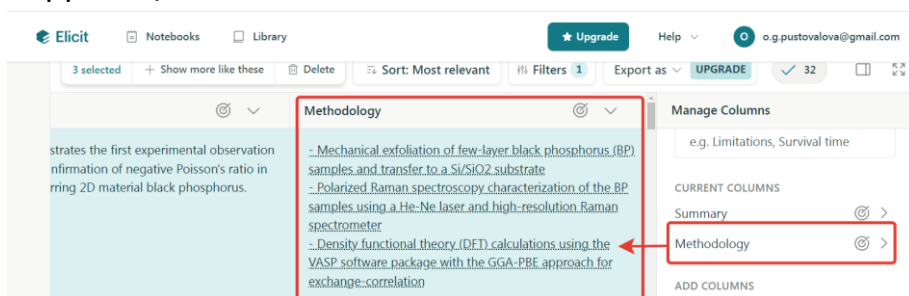 Elicit Notebooks Library Upgrade Help O o.g.pustovalova@gmail.com
3 selected + Show more like these Delete Sort: Most relevant Filters 1 Export as UPGRADE 32
Methodology
Manage Columns
strates the first experimental observation
nfirmation of negative Poisson's ratio in
rring 2D material black phosphorus.
- Mechanical exfoliation of few-layer black phosphorus (BP)
samples and transfer to a Si/SiO2 substrate
- Polarized Raman spectroscopy characterization of the BP
samples using a He-Ne laser and high-resolution Raman
spectrometer
- Density functional theory (DFT) calculations using the
VASP software package with the GGA-PBE approach for
exchange-correlation
e.g. Limitations, Survival time
CURRENT COLUMNS
Summary
Methodology
ADD COLUMNS